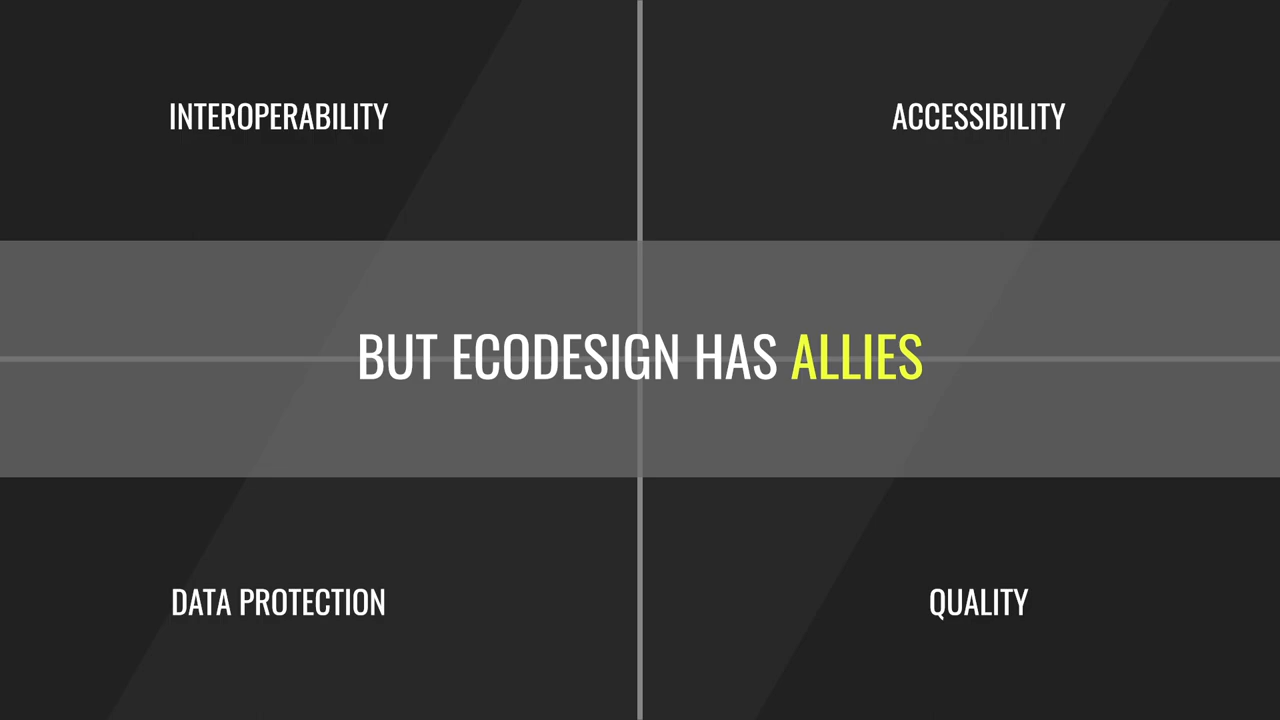 INTEROPERABILITY
ACCESSIBILITY
BUT ECODESIGN HAS ALLIES
DATA PROTECTION
QUALITY